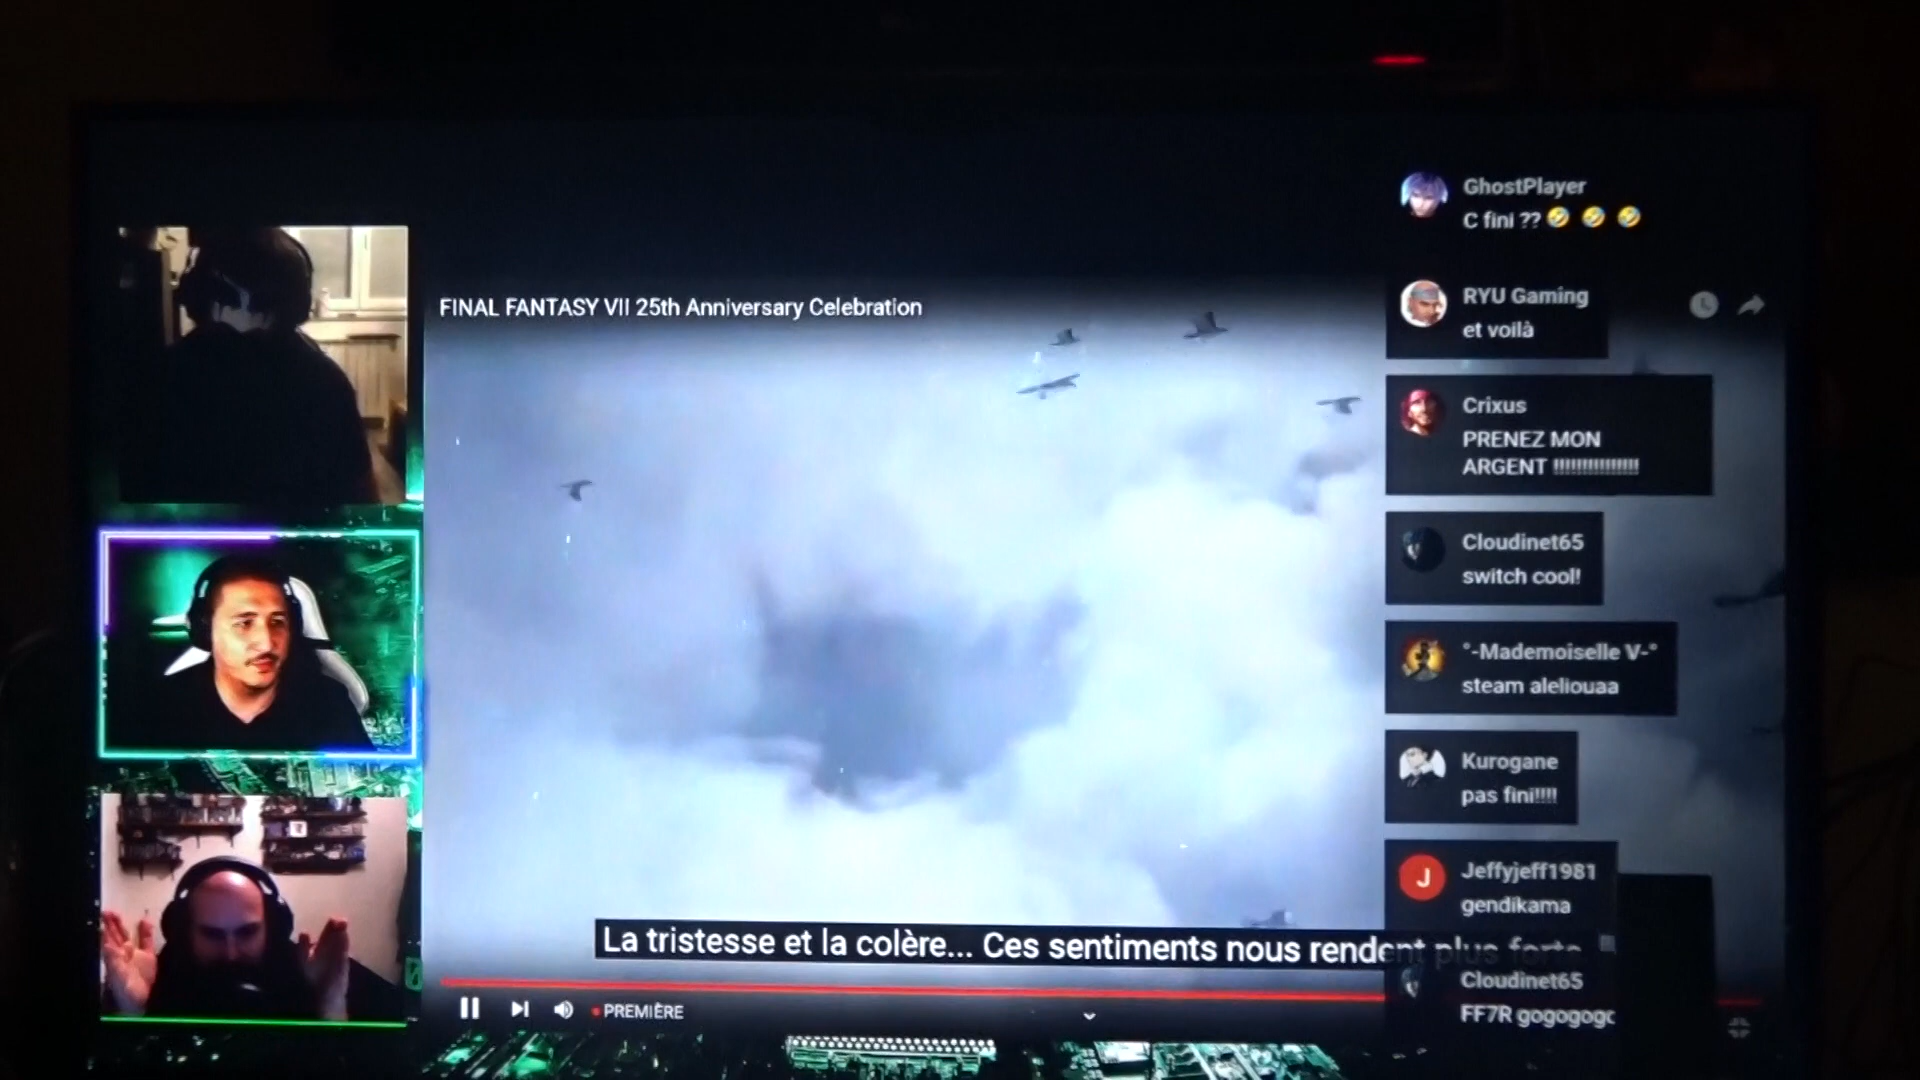 FINAL FANTASY VII 25th Anniversary Celebration
La tristesse et la colère... Ces sentiments nous rendent plus forts
PREMIÈRE
GhostPlayer
C fini ?? 🤣 🤣 🤣
RYU Gaming
et voilà
Crixus
PRENEZ MON
ARGENT !!!!!!!!!!!!!!!!
Cloudinet65
switch cool!
°-Mademoiselle V-°
steam aleliouaa
Kurogane
pas fini!!!!
J
Jeffyjeff1981
gendikama
Cloudinet65
FF7R gogogogo